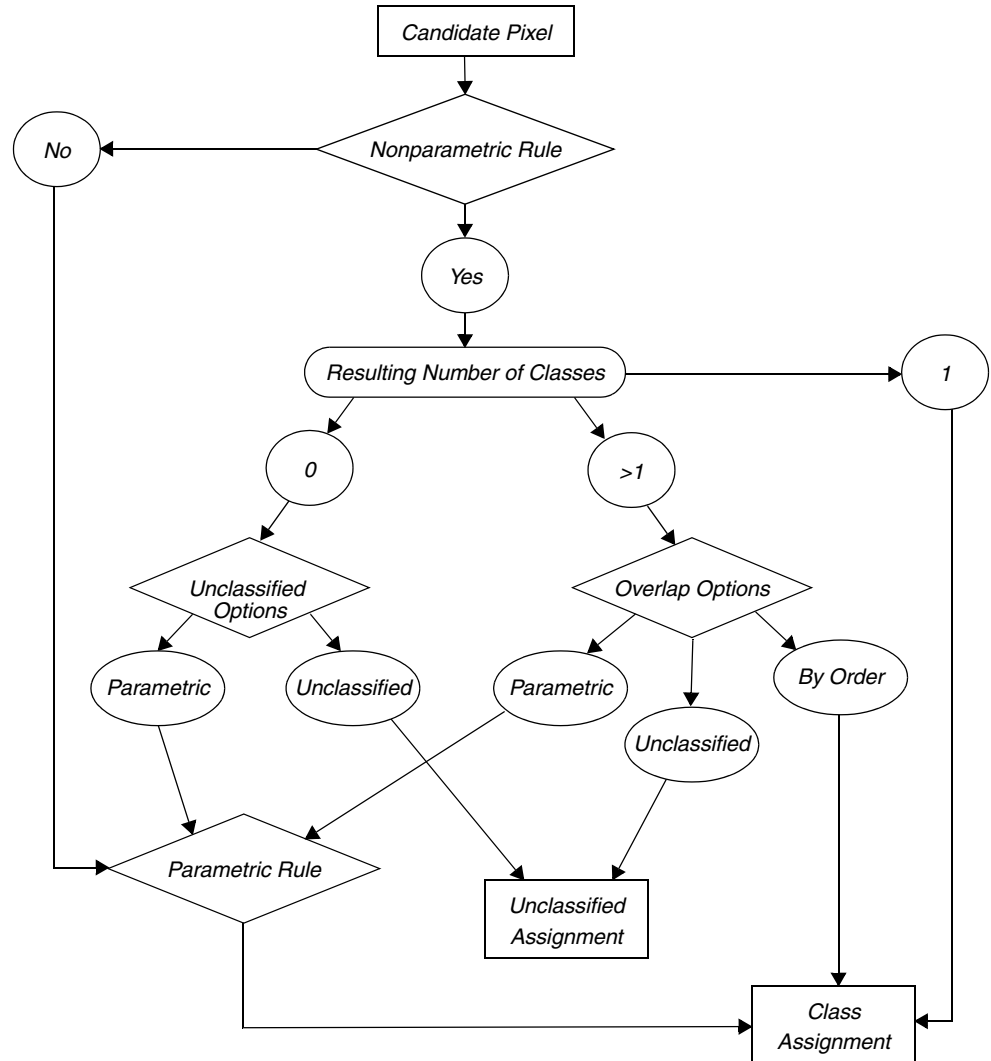 Candidate Pixel
No
Nonparametric Rule
Yes
Resulting Number of Classes
1
0
>1
Unclassified
Options
Overlap Options
Parametric
Unclassified
Parametric
By Order
Unclassified
Parametric Rule
Unclassified
Assignment
Class
Assignment